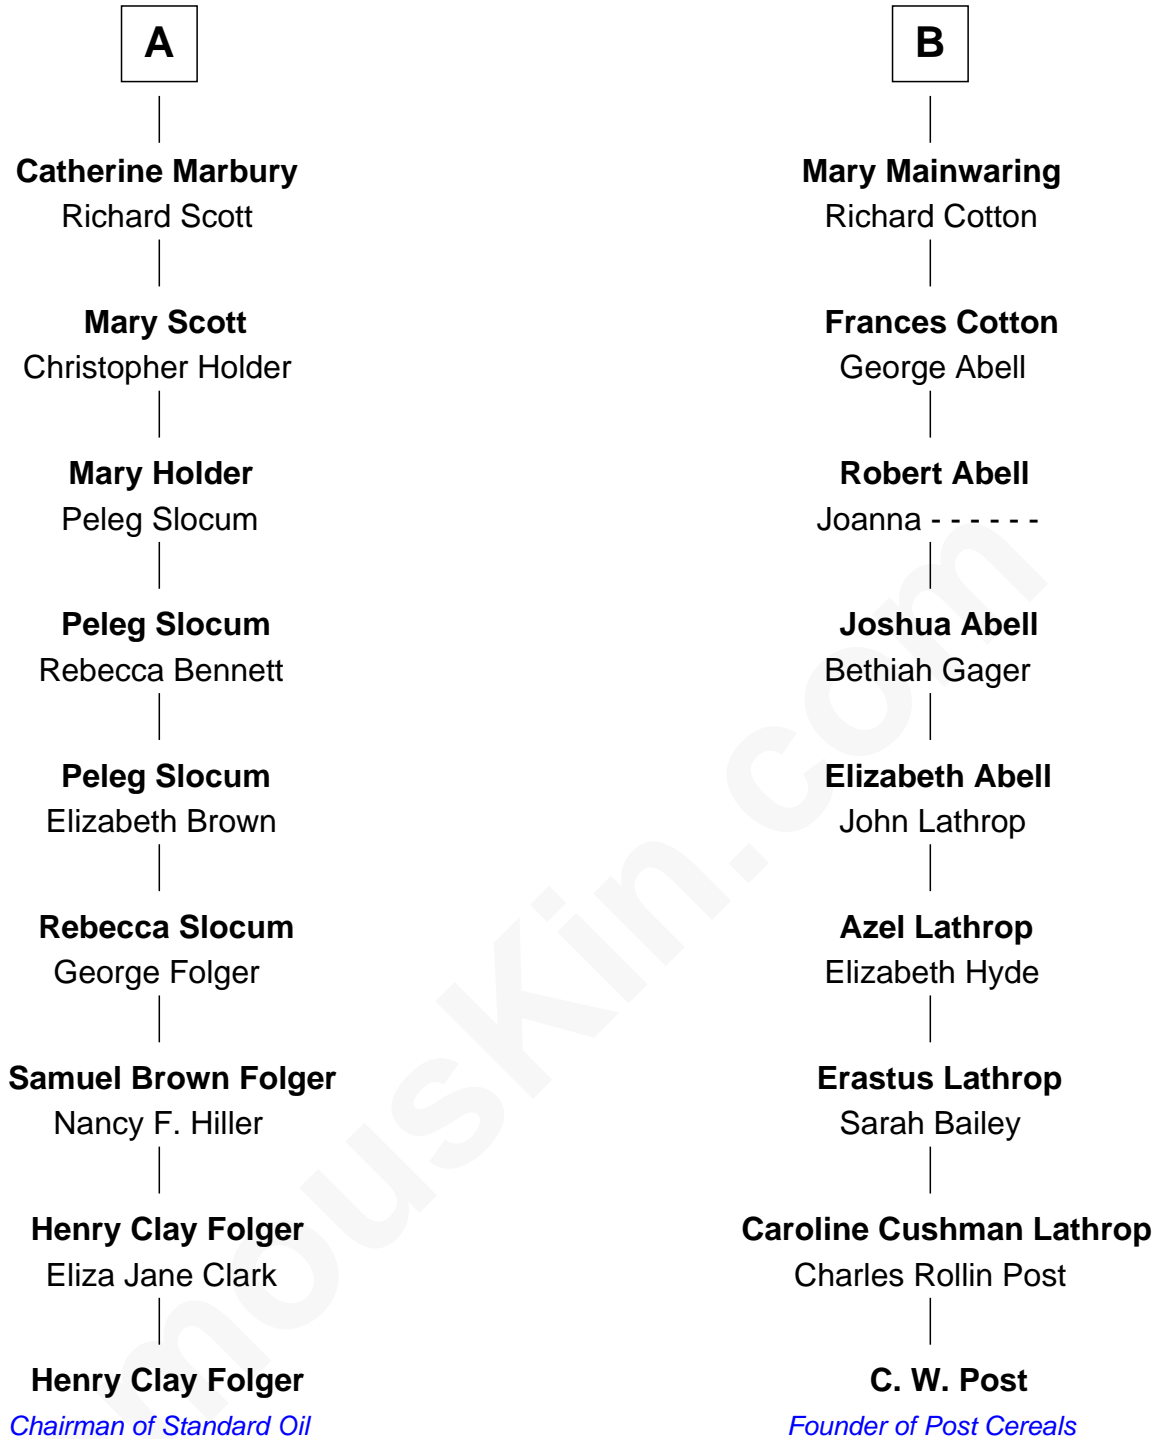 A
Catherine Marbury
Richard Scott
Mary Scott
Christopher Holder
Mary Holder
Peleg Slocum
Peleg Slocum
Rebecca Bennett
Peleg Slocum
Elizabeth Brown
Rebecca Slocum
George Folger
Samuel Brown Folger
Nancy F. Hiller
Henry Clay Folger
Eliza Jane Clark
Henry Clay Folger
Chairman of Standard Oil
B
Mary Mainwaring
Richard Cotton
Frances Cotton
George Abell
Robert Abell
Joanna - - - - - -
Joshua Abell
Bethiah Gager
Elizabeth Abell
John Lathrop
Azel Lathrop
Elizabeth Hyde
Erastus Lathrop
Sarah Bailey
Caroline Cushman Lathrop
Charles Rollin Post
C. W. Post
Founder of Post Cereals
mousKin.com